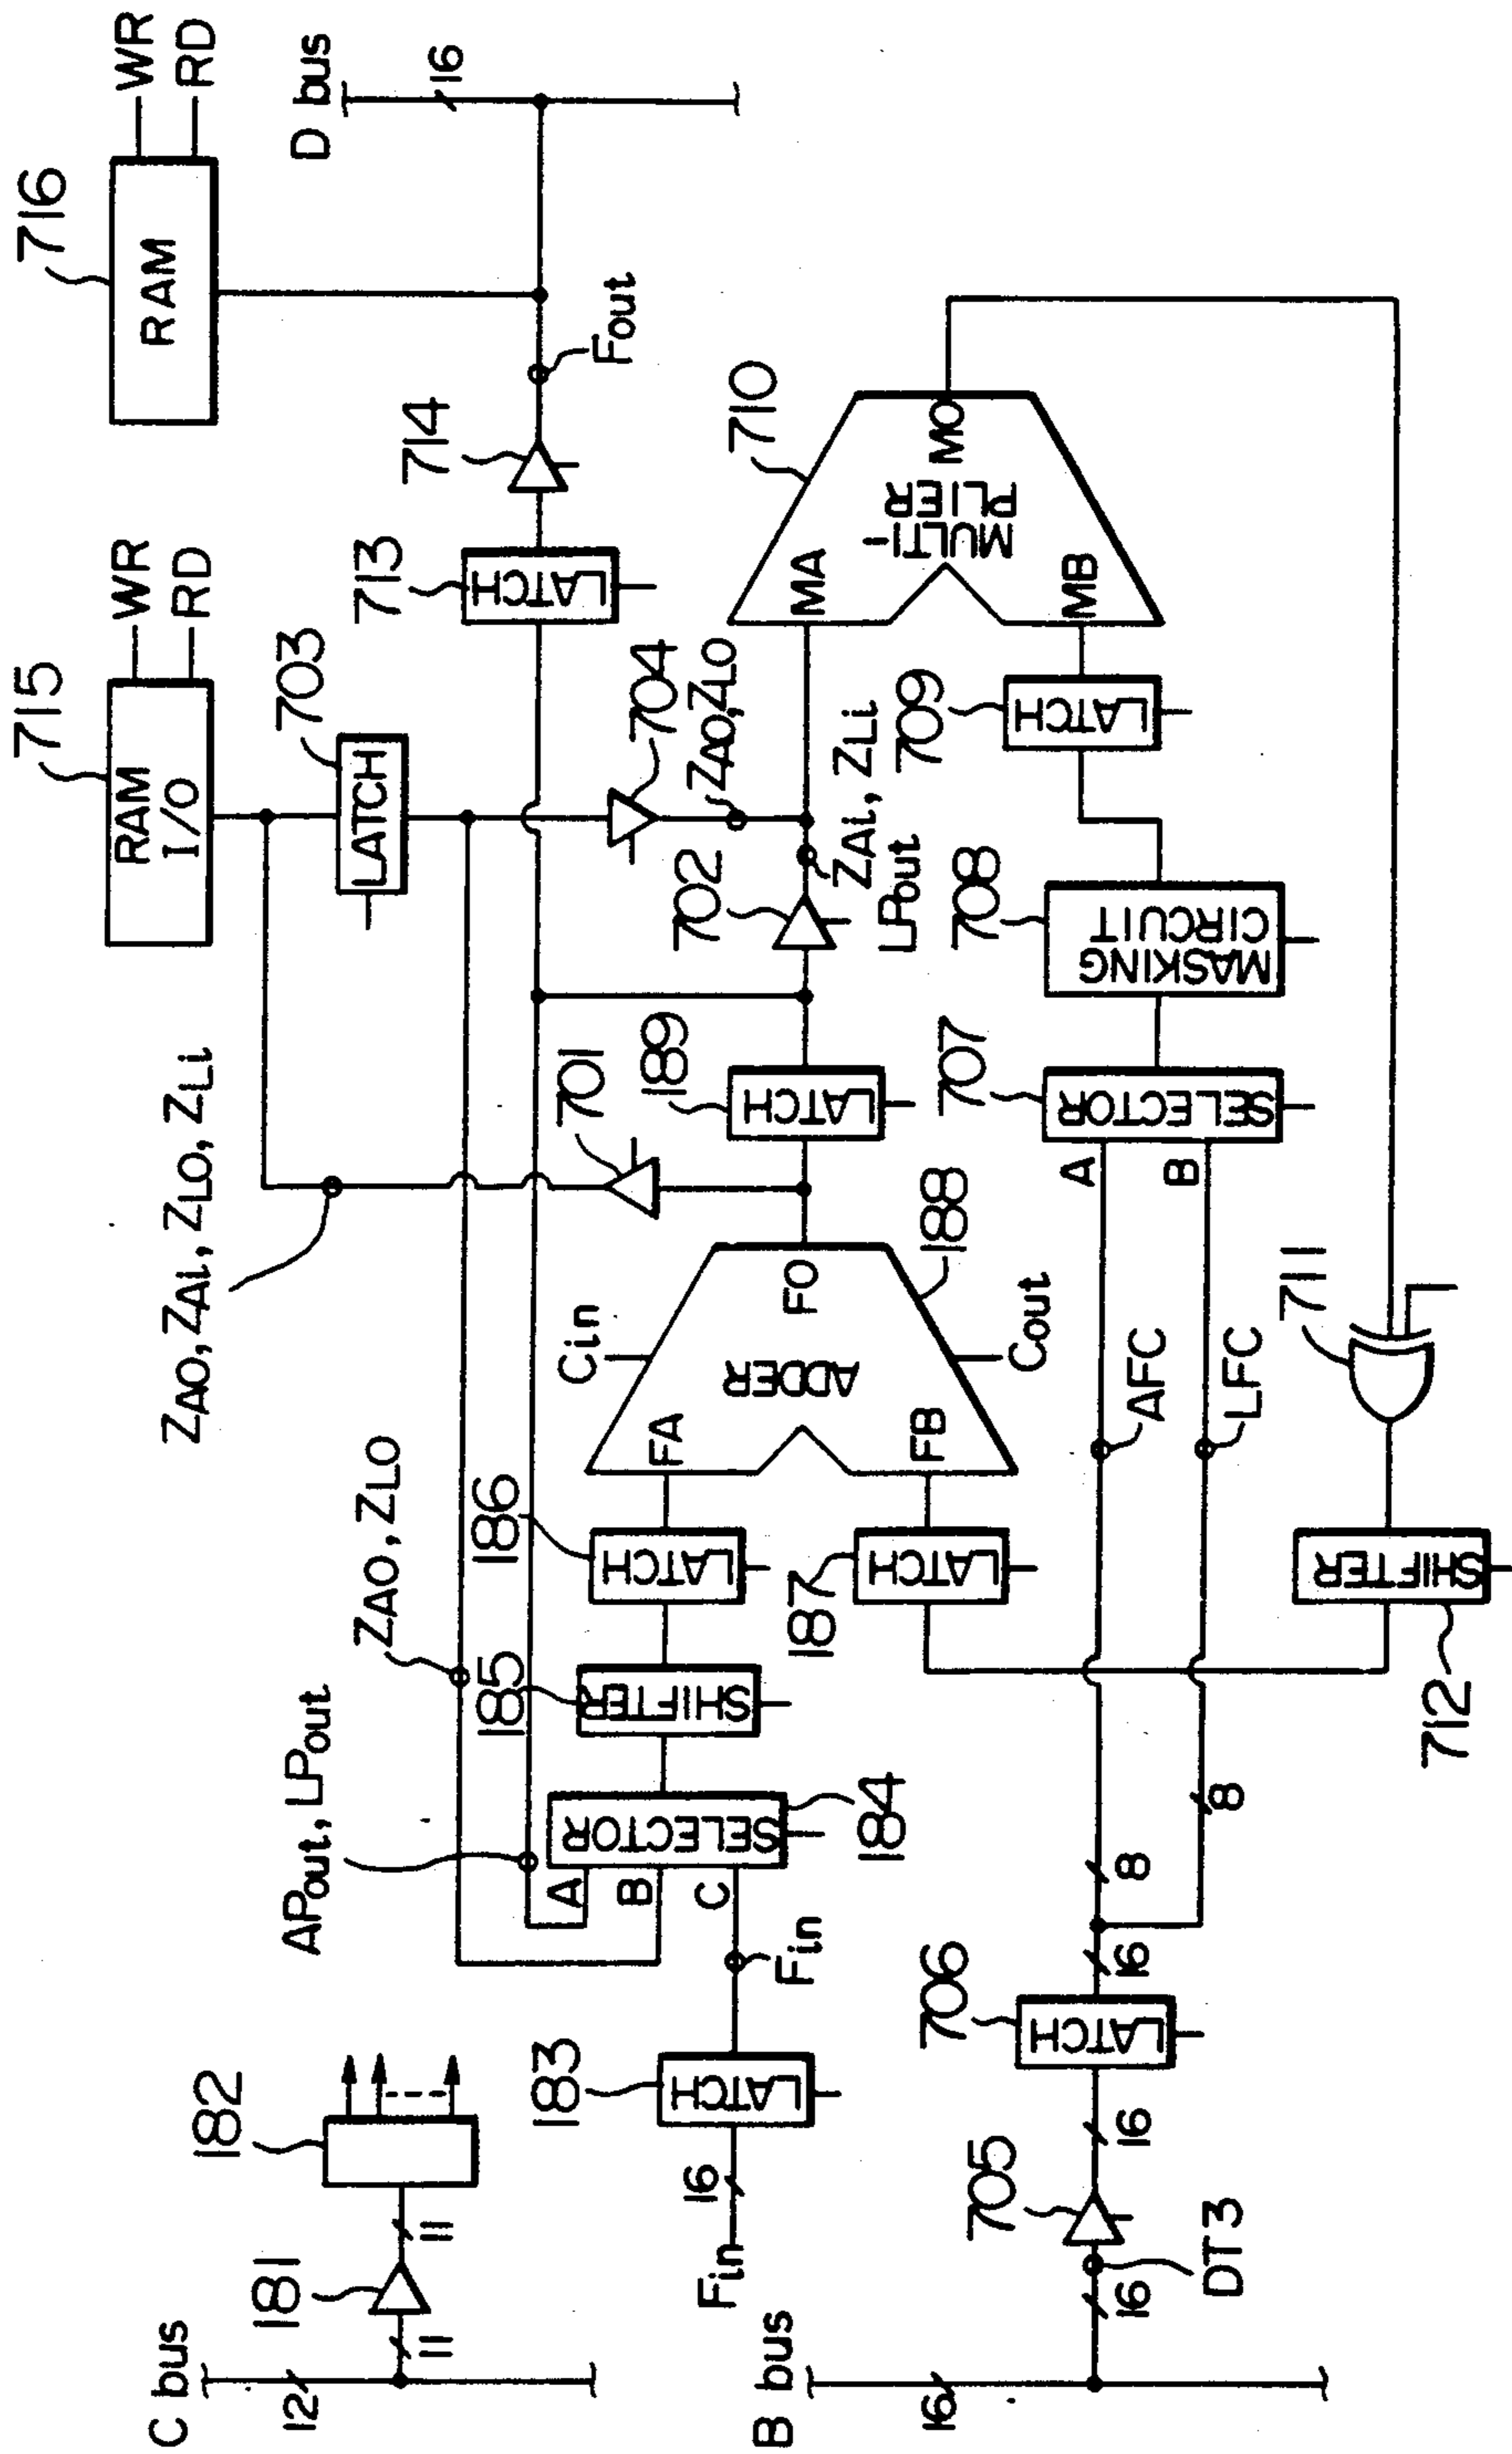 C bus
12
11
181
11
182
ZAO, ZAi, ZLO, ZLi
715
RAM
I/O
WR
RD
716
RAM
WR
RD
D bus
16
APout, LPout
ZAO, ZLO
701
703
LATCH
713
LATCH
714
Fout
Fin
16
183
LATCH
Fin
A
B
C
SELECTOR
184
185
SHIFTER
186
LATCH
187
LATCH
FA
FB
Cin
ADDER
FO
Cout
188
189
LATCH
702
704
ZAO, ZLO
ZAi, ZLi
LPout
MA
MB
MULTI-
PLIER
MO
710
B bus
16
16
DT3
705
16
706
LATCH
16
8
8
AFC
LFC
A
B
SELECTOR
707
708
MASKING
CIRCUIT
709
LATCH
712
SHIFTER
711